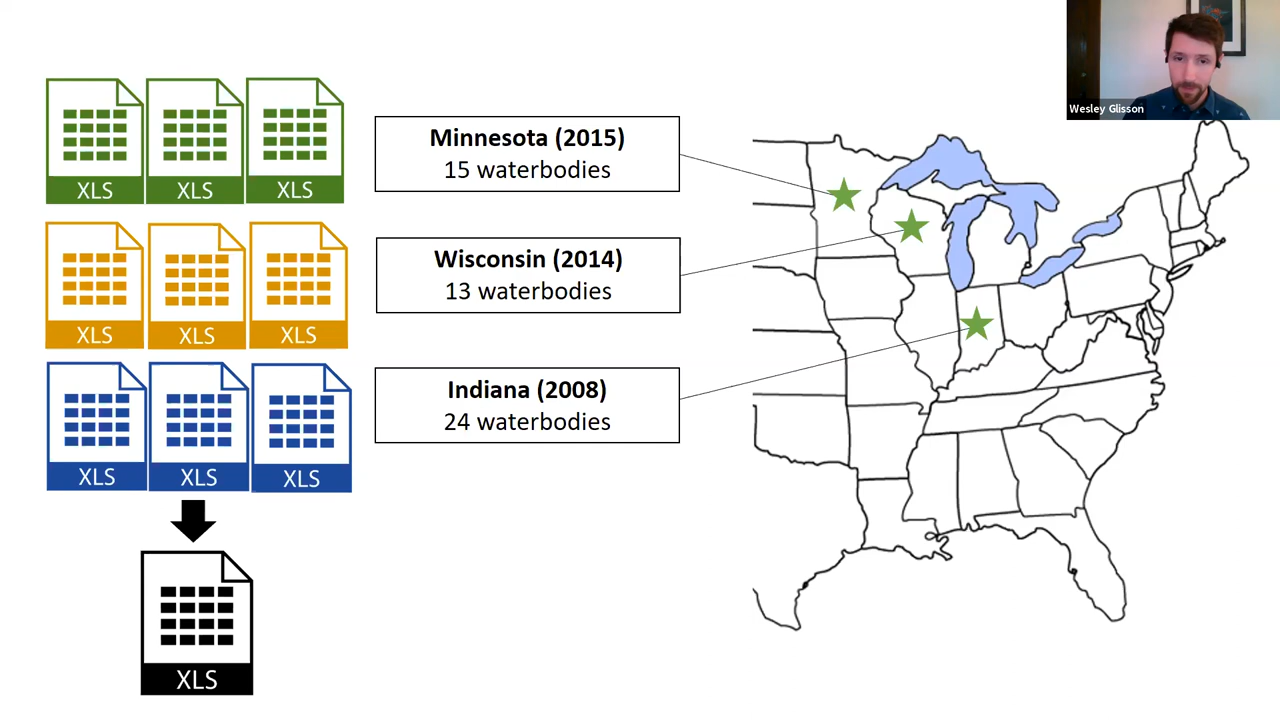 XLS XLS XLS
Minnesota (2015)
15 waterbodies
XLS XLS XLS
Wisconsin (2014)
13 waterbodies
XLS XLS XLS
Indiana (2008)
24 waterbodies
XLS
Wesley Glisson